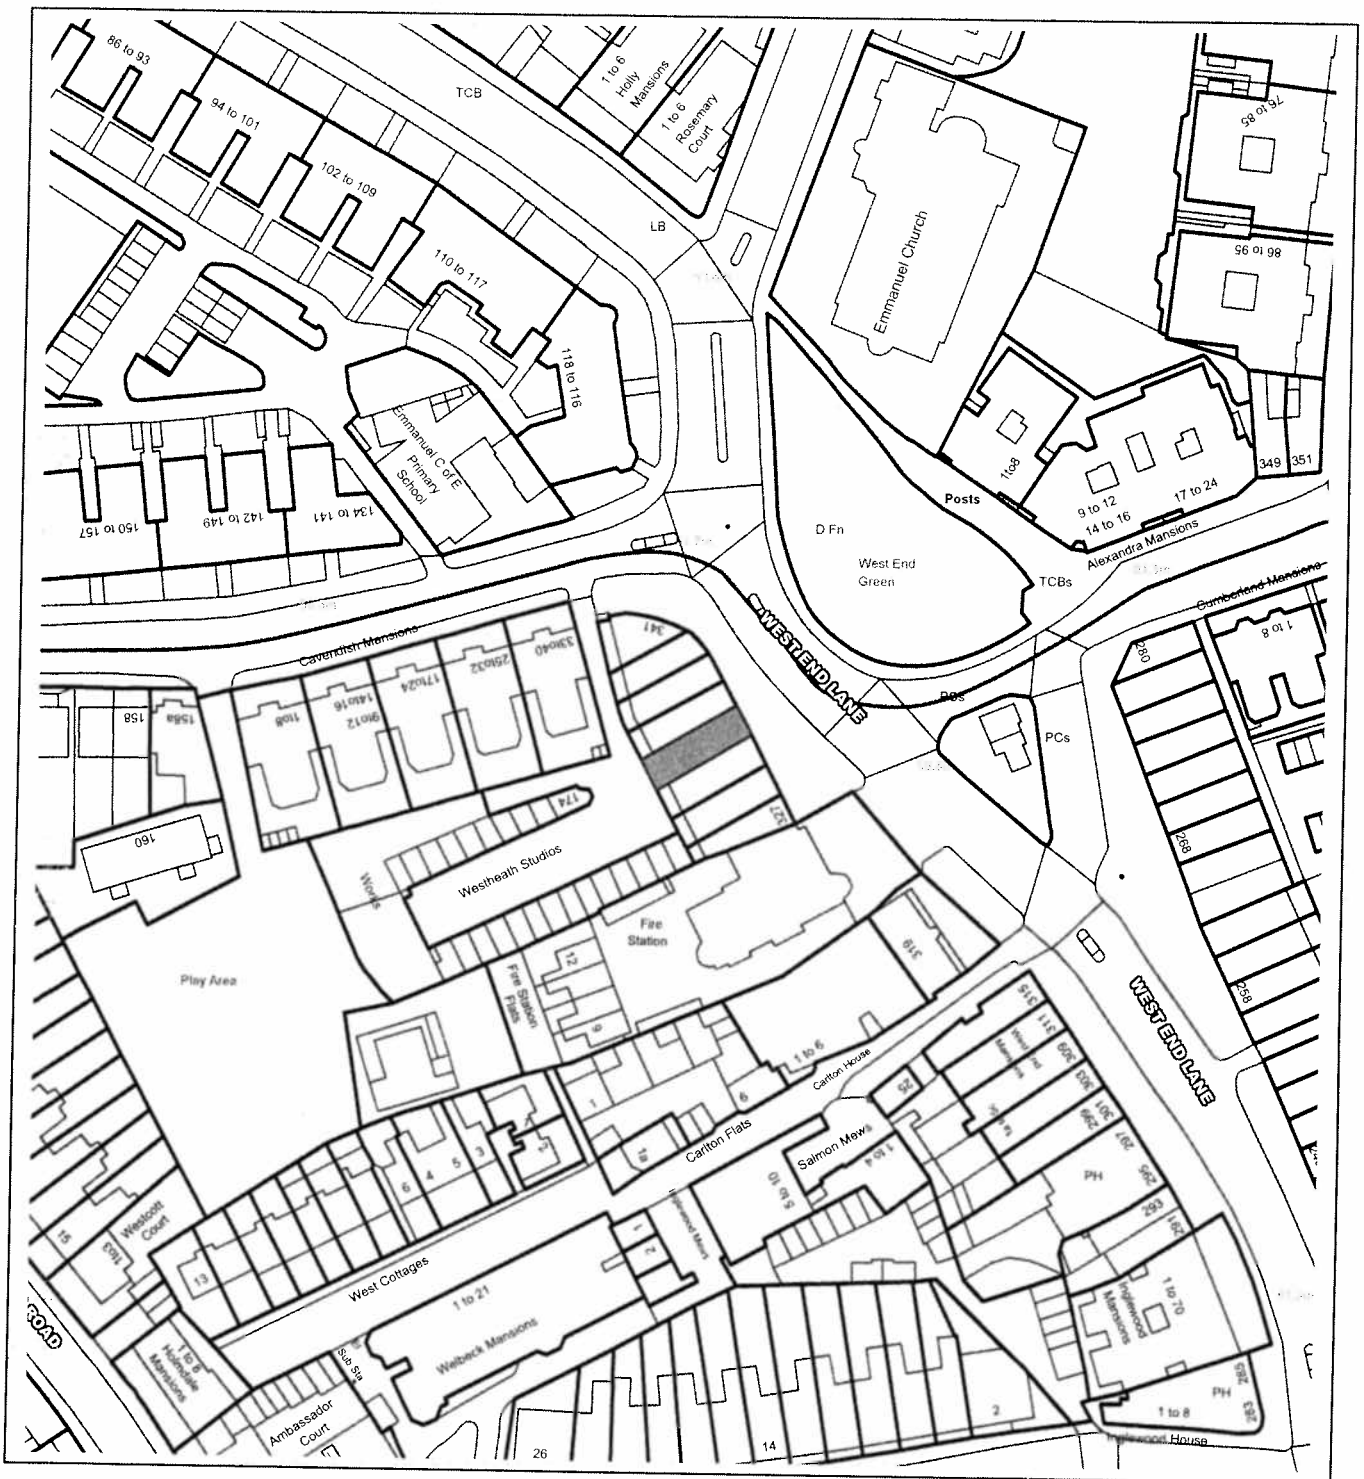 86 to 93
TCB
1 to 6
Holly
Mansions
1 to 6
Rosemary
Court
94 to 101
102 to 109
LB
Emmanuel Church
76 to 85
86 to 95
110 to 117
118 to 116
Emmanuel C of E
Primary
School
150 to 157
142 to 149
134 to 141
349
351
1to8
Posts
9 to 12
14 to 16
17 to 24
Alexandra Mansions
D Fn
West End
Green
TCBs
Cumberland Mansions
1 to 8
Cavendish Mansions
341
WEST END LANE
280
158
158a
1to8
14to16
9to12
17to24
25to32
33to40
PCs
174
327
268
160
Works
Westheath Studios
Fire
Station
319
Play Area
12
9
Fire Station
Flats
258
WEST END LANE
315
311
309
303
301
299
297
295
293
291
West End
Mansions
1 to 6
Carlton House
25
1
6
1a
Carlton Flats
Salmon Mews
1 to 4
5 to 10
PH
6
4
5
3
15
Westcott
Court
1to3
13
West Cottages
1
2
1 to 21
Welbeck Mansions
Sub Sta
ROAD
1 to 8
Holmdale
Mansions
Ambassador
Court
26
14
2
1 to 70
Inglewood
Mansions
285
PH
283
1 to 8
Inglewood House